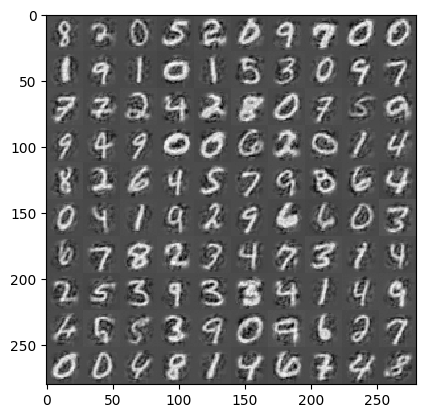 0 8 2 0 5 2 0 9 7 0 0
50 1 9 1 0 1 5 3 0 9 7
7 7 2 4 2 8 0 7 5 9
100 9 4 9 0 0 6 2 0 1 4
8 2 6 4 5 7 9 8 6 4
150 0 4 1 9 2 9 6 6 0 3
6 7 8 2 3 4 7 3 1 4
200 2 5 3 9 3 3 4 1 4 9
250 4 5 5 3 9 0 9 6 2 7
0 0 4 8 1 4 6 7 4 8
0 50 100 150 200 250